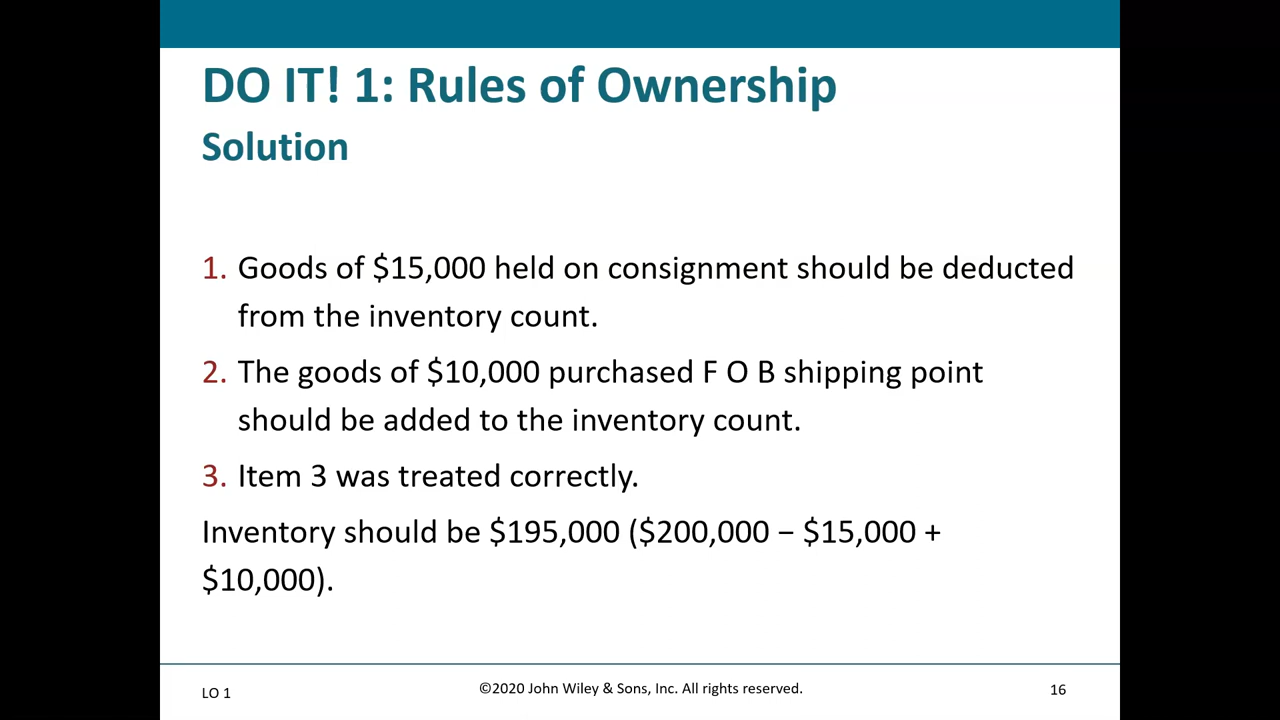 DO IT! 1: Rules of Ownership
Solution
1. Goods of $15,000 held on consignment should be deducted
from the inventory count.
2. The goods of $10,000 purchased F O B shipping point
should be added to the inventory count.
3. Item 3 was treated correctly.
Inventory should be $195,000 ($200,000 − $15,000 +
$10,000).
LO 1
©2020 John Wiley & Sons, Inc. All rights reserved.
16